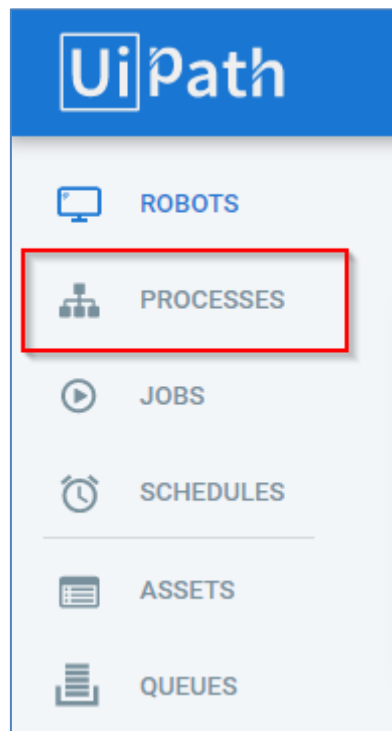 UiPath
ROBOTS
PROCESSES
JOBS
SCHEDULES
ASSETS
QUEUES